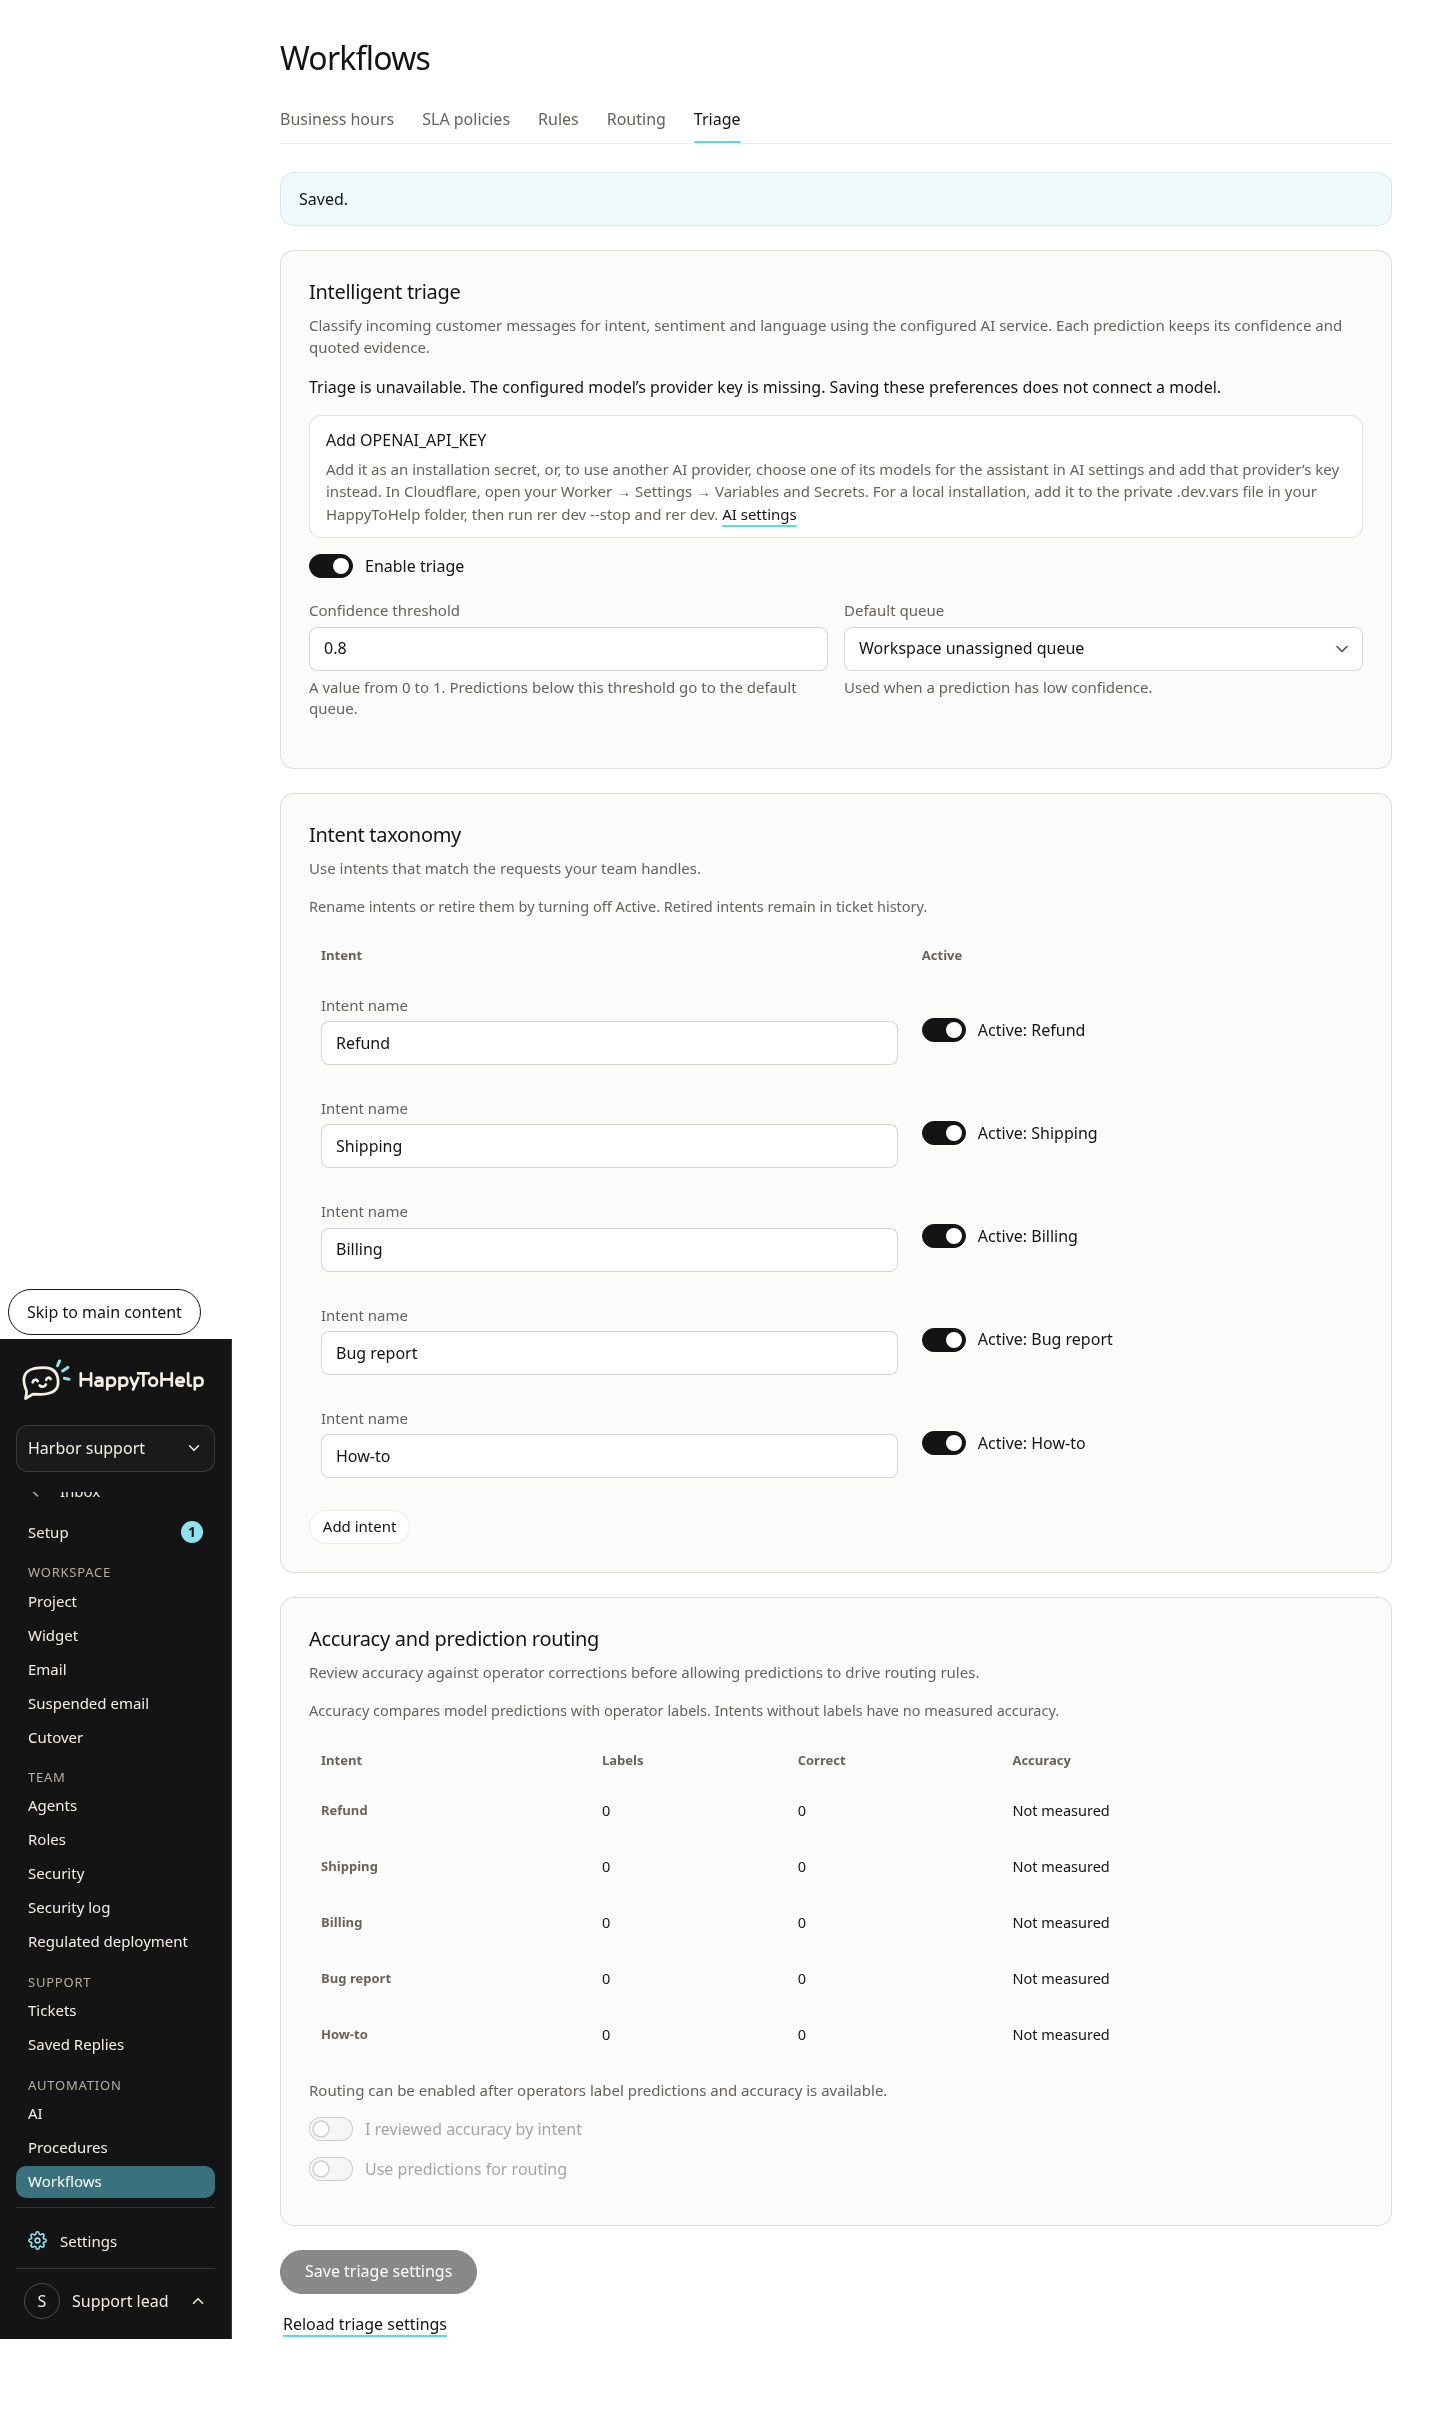 Workflows
Business hours SLA policies Rules Routing Triage
Saved.
Intelligent triage
Classify incoming customer messages for intent, sentiment and language using the configured AI service. Each prediction keeps its confidence and
quoted evidence.
Triage is unavailable. The configured model’s provider key is missing. Saving these preferences does not connect a model.
Add OPENAI_API_KEY
Add it as an installation secret, or, to use another AI provider, choose one of its models for the assistant in AI settings and add that provider’s key
instead. In Cloudflare, open your Worker → Settings → Variables and Secrets. For a local installation, add it to the private .dev.vars file in your
HappyToHelp folder, then run rer dev --stop and rer dev. AI settings
Enable triage
Confidence threshold
0.8
A value from 0 to 1. Predictions below this threshold go to the default
queue.
Default queue
Workspace unassigned queue
Used when a prediction has low confidence.
Intent taxonomy
Use intents that match the requests your team handles.
Rename intents or retire them by turning off Active. Retired intents remain in ticket history.
Intent Active
Intent name
Refund
Active: Refund
Intent name
Shipping
Active: Shipping
Intent name
Billing
Active: Billing
Intent name
Bug report
Active: Bug report
Intent name
How-to
Active: How-to
Add intent
Accuracy and prediction routing
Review accuracy against operator corrections before allowing predictions to drive routing rules.
Accuracy compares model predictions with operator labels. Intents without labels have no measured accuracy.
Intent Labels Correct Accuracy
Refund 0 0 Not measured
Shipping 0 0 Not measured
Billing 0 0 Not measured
Bug report 0 0 Not measured
How-to 0 0 Not measured
Routing can be enabled after operators label predictions and accuracy is available.
I reviewed accuracy by intent
Use predictions for routing
Save triage settings
Reload triage settings
Skip to main content
HappyToHelp
Harbor support
Inbox
Setup 1
WORKSPACE
Project
Widget
Email
Suspended email
Cutover
TEAM
Agents
Roles
Security
Security log
Regulated deployment
SUPPORT
Tickets
Saved Replies
AUTOMATION
AI
Procedures
Workflows
Settings
S Support lead